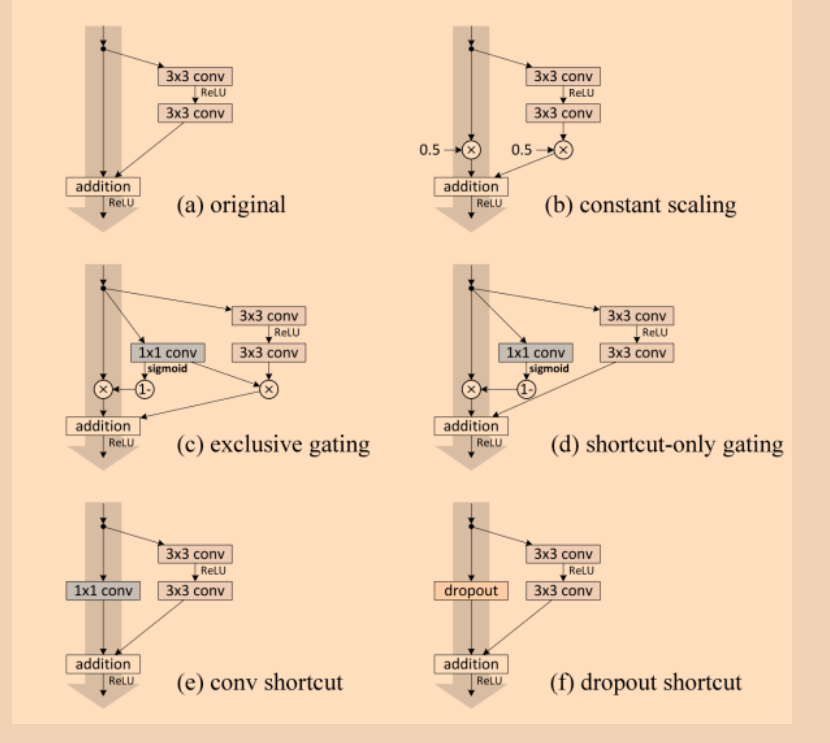 3x3 conv
ReLU
3x3 conv
addition
ReLU
(a) original
3x3 conv
ReLU
3x3 conv
0.5
×
0.5
×
addition
ReLU
(b) constant scaling
3x3 conv
ReLU
1x1 conv
3x3 conv
sigmoid
×
1-
×
addition
ReLU
(c) exclusive gating
3x3 conv
ReLU
1x1 conv
3x3 conv
sigmoid
×
1-
addition
ReLU
(d) shortcut-only gating
3x3 conv
ReLU
1x1 conv
3x3 conv
addition
ReLU
(e) conv shortcut
3x3 conv
ReLU
dropout
3x3 conv
addition
ReLU
(f) dropout shortcut